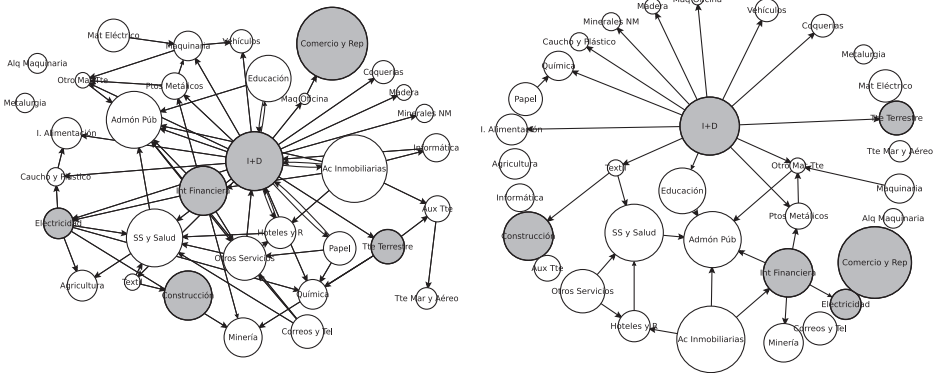 Mat Eléctrico
Maquinaria
Vehículos
Comercio y Rep
Alq Maquinaria
Otro Mat Tte
Ptos Metálicos
Educación
Coquerías
Madera
Maq Oficina
Metalurgia
Admón Púb
Minerales NM
I. Alimentación
I+D
Informática
Ac Inmobiliarias
Caucho y Plástico
Int Financiera
Electricidad
SS y Salud
Hoteles y R
Aux Tte
Otros Servicios
Papel
Tte Terrestre
Agricultura
Textil
Construcción
Química
Tte Mar y Aéreo
Minería
Correos y Tel
Madera
Maq Oficina
Vehículos
Minerales NM
Coquerías
Caucho y Plástico
Metalurgia
Química
Mat Eléctrico
Papel
I. Alimentación
I+D
Tte Terrestre
Tte Mar y Aéreo
Agricultura
Textil
Otro Mat Tte
Informática
Educación
Maquinaria
Ptos Metálicos
Alq Maquinaria
Construcción
SS y Salud
Admón Púb
Comercio y Rep
Aux Tte
Int Financiera
Otros Servicios
Electricidad
Hoteles y R
Ac Inmobiliarias
Minería
Correos y Tel